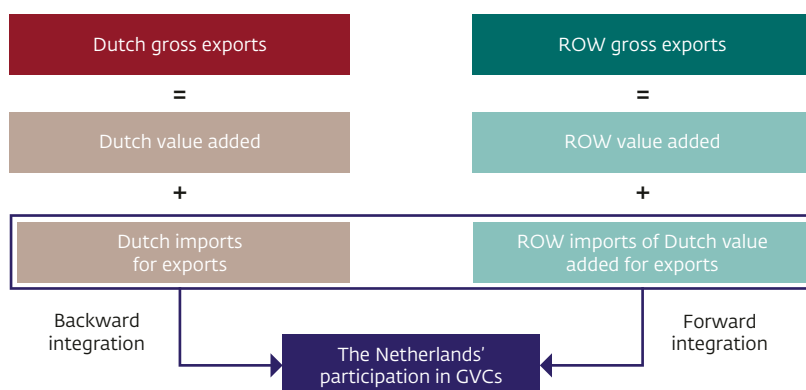 Dutch gross exports
ROW gross exports
=
=
Dutch value added
ROW value added
+
+
Dutch imports
for exports
ROW imports of Dutch value
added for exports
Backward
integration
Forward
integration
The Netherlands'
participation in GVCs